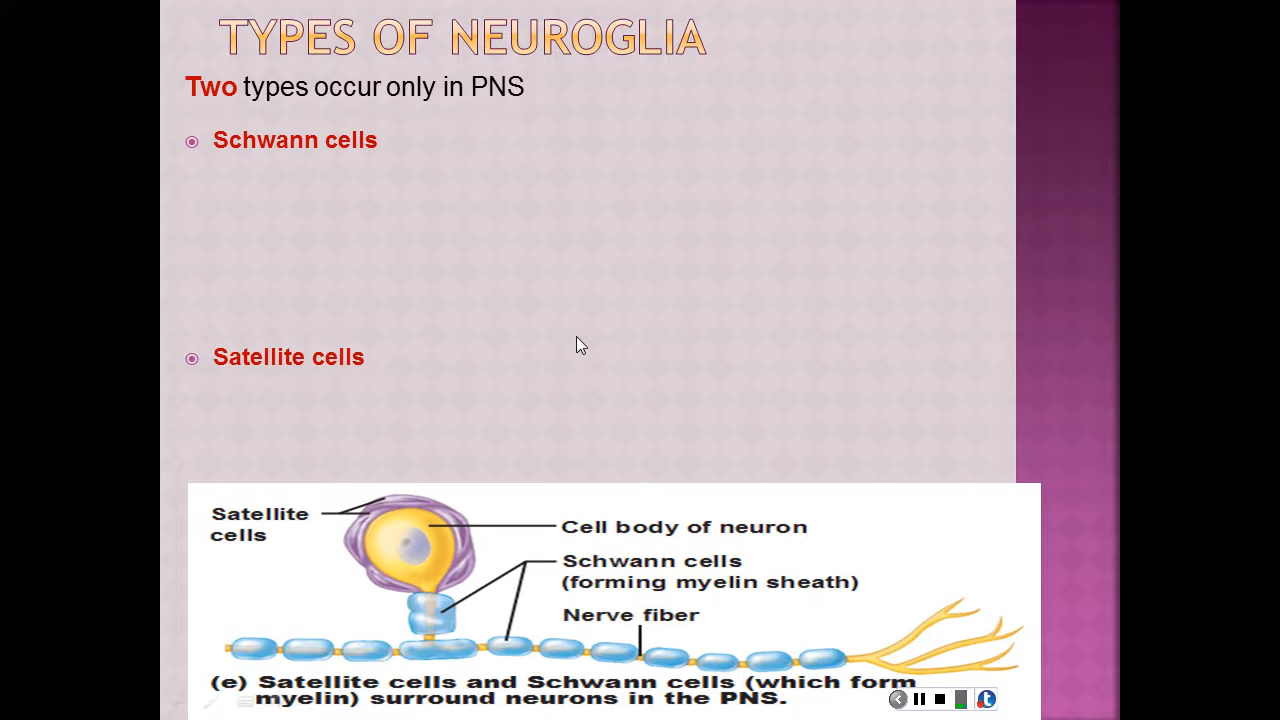 TYPES OF NEUROGLIA
Two types occur only in PNS
Schwann cells
Satellite cells
Satellite
cells
Cell body of neuron
Schwann cells
(forming myelin sheath)
Nerve fiber
(e) Satellite cells and Schwann cells (which form
myelin) surround neurons in the PNS.